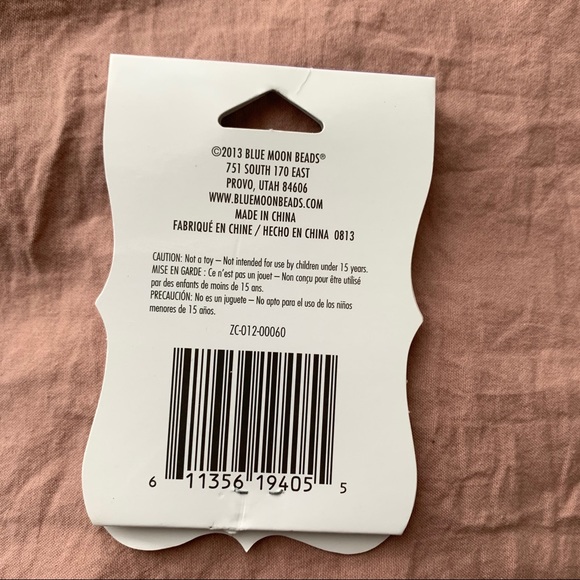 ©2013 BLUE MOON BEADS®
751 SOUTH 170 EAST
PROVO, UTAH 84606
WWW.BLUEMOONBEADS.COM
MADE IN CHINA
FABRIQUÉ EN CHINE / HECHO EN CHINA 0813
CAUTION: Not a toy – Not intended for use by children under 15 years.
MISE EN GARDE : Ce n'est pas un jouet – Non conçu pour être utilisé
par des enfants de moins de 15 ans.
PRECAUCIÓN: No es un juguete – No apto para el uso de los niños
menores de 15 años.
ZC-012-00060
6 11356 19405 5